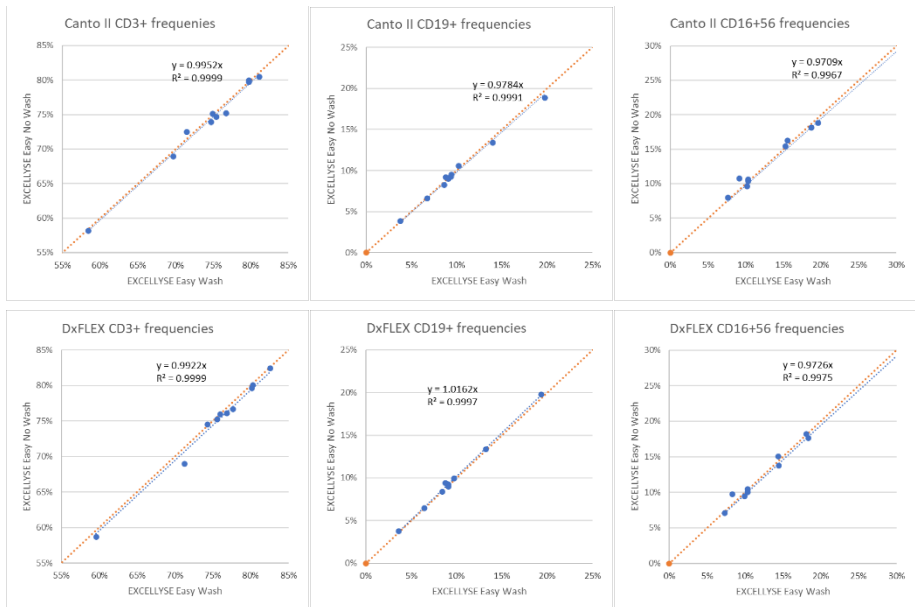 Canto II CD3+ frequenies
85%
80%
75%
70%
65%
60%
55%
55%
60%
65%
70%
75%
80%
85%
y = 0.9952x
R² = 0.9999
EXCELLYSE Easy No Wash
EXCELLYSE Easy Wash
Canto II CD19+ frequencies
25%
20%
15%
10%
5%
0%
0%
5%
10%
15%
20%
25%
y = 0.9784x
R² = 0.9991
EXCELLYSE Easy No Wash
EXCELLYSE Easy Wash
Canto II CD16+56 frequencies
30%
25%
20%
15%
10%
5%
0%
0%
5%
10%
15%
20%
25%
30%
y = 0.9709x
R² = 0.9967
EXCELLYSE Easy No Wash
EXCELLYSE Easy Wash
DxFLEX CD3+ frequencies
85%
80%
75%
70%
65%
60%
55%
55%
60%
65%
70%
75%
80%
85%
y = 0.9922x
R² = 0.9999
EXCELLYSE Easy No Wash
EXCELLYSE Easy Wash
DxFLEX CD19+ frequencies
25%
20%
15%
10%
5%
0%
0%
5%
10%
15%
20%
25%
y = 1.0162x
R² = 0.9997
EXCELLYSE Easy No Wash
EXCELLYSE Easy Wash
DxFLEX CD16+56 frequencies
30%
25%
20%
15%
10%
5%
0%
0%
5%
10%
15%
20%
25%
30%
y = 0.9726x
R² = 0.9975
EXCELLYSE Easy No Wash
EXCELLYSE Easy Wash